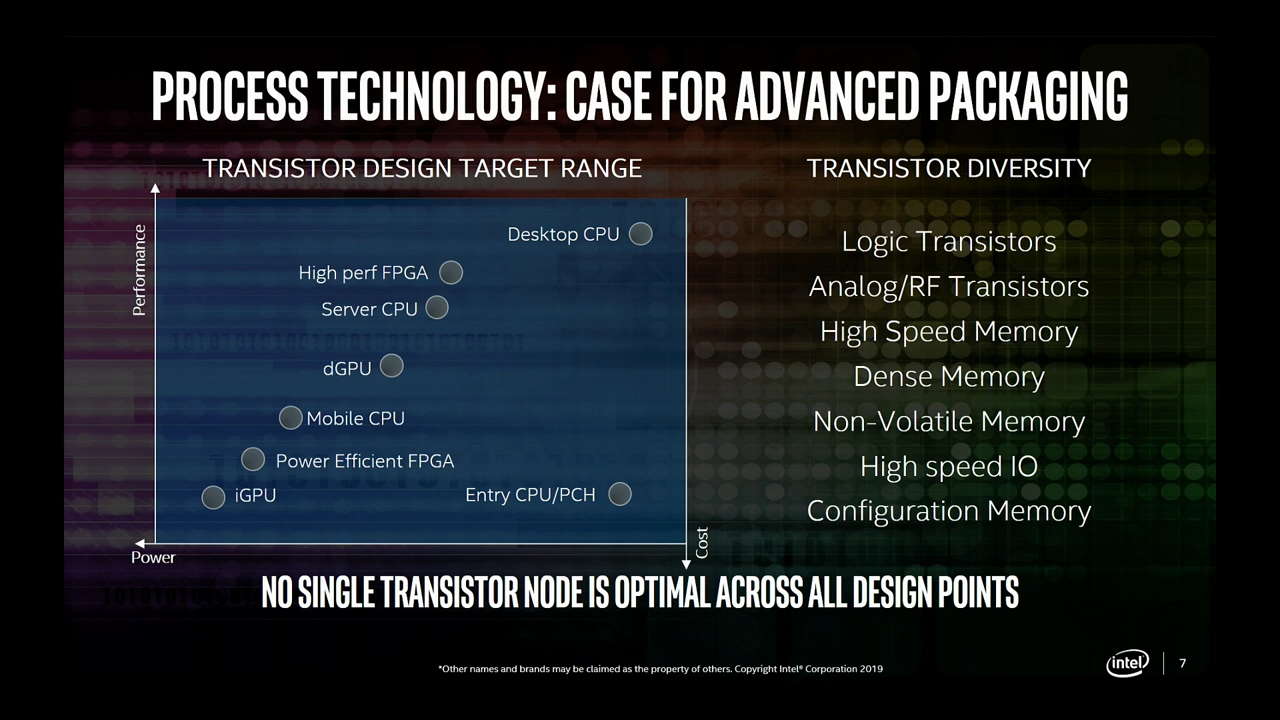 PROCESS TECHNOLOGY: CASE FOR ADVANCED PACKAGING
TRANSISTOR DESIGN TARGET RANGE
Performance
Desktop CPU
High perf FPGA
Server CPU
dGPU
Mobile CPU
Power Efficient FPGA
iGPU
Entry CPU/PCH
Power
Cost
TRANSISTOR DIVERSITY
Logic Transistors
Analog/RF Transistors
High Speed Memory
Dense Memory
Non-Volatile Memory
High speed IO
Configuration Memory
NO SINGLE TRANSISTOR NODE IS OPTIMAL ACROSS ALL DESIGN POINTS
*Other names and brands may be claimed as the property of others. Copyright Intel® Corporation 2019
intel
7